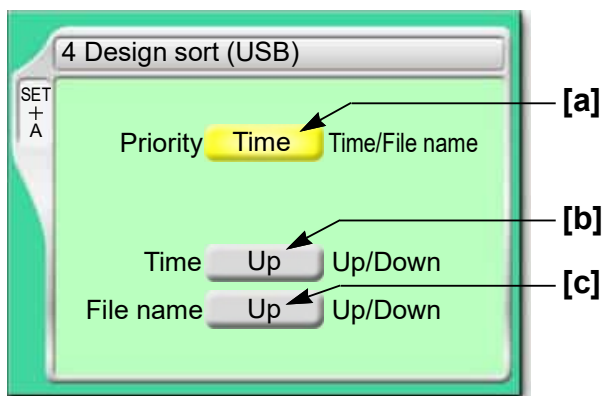 4 Design sort (USB)
SET
+
A
Priority Time Time/File name [a]
Time Up Up/Down [b]
File name Up Up/Down [c]